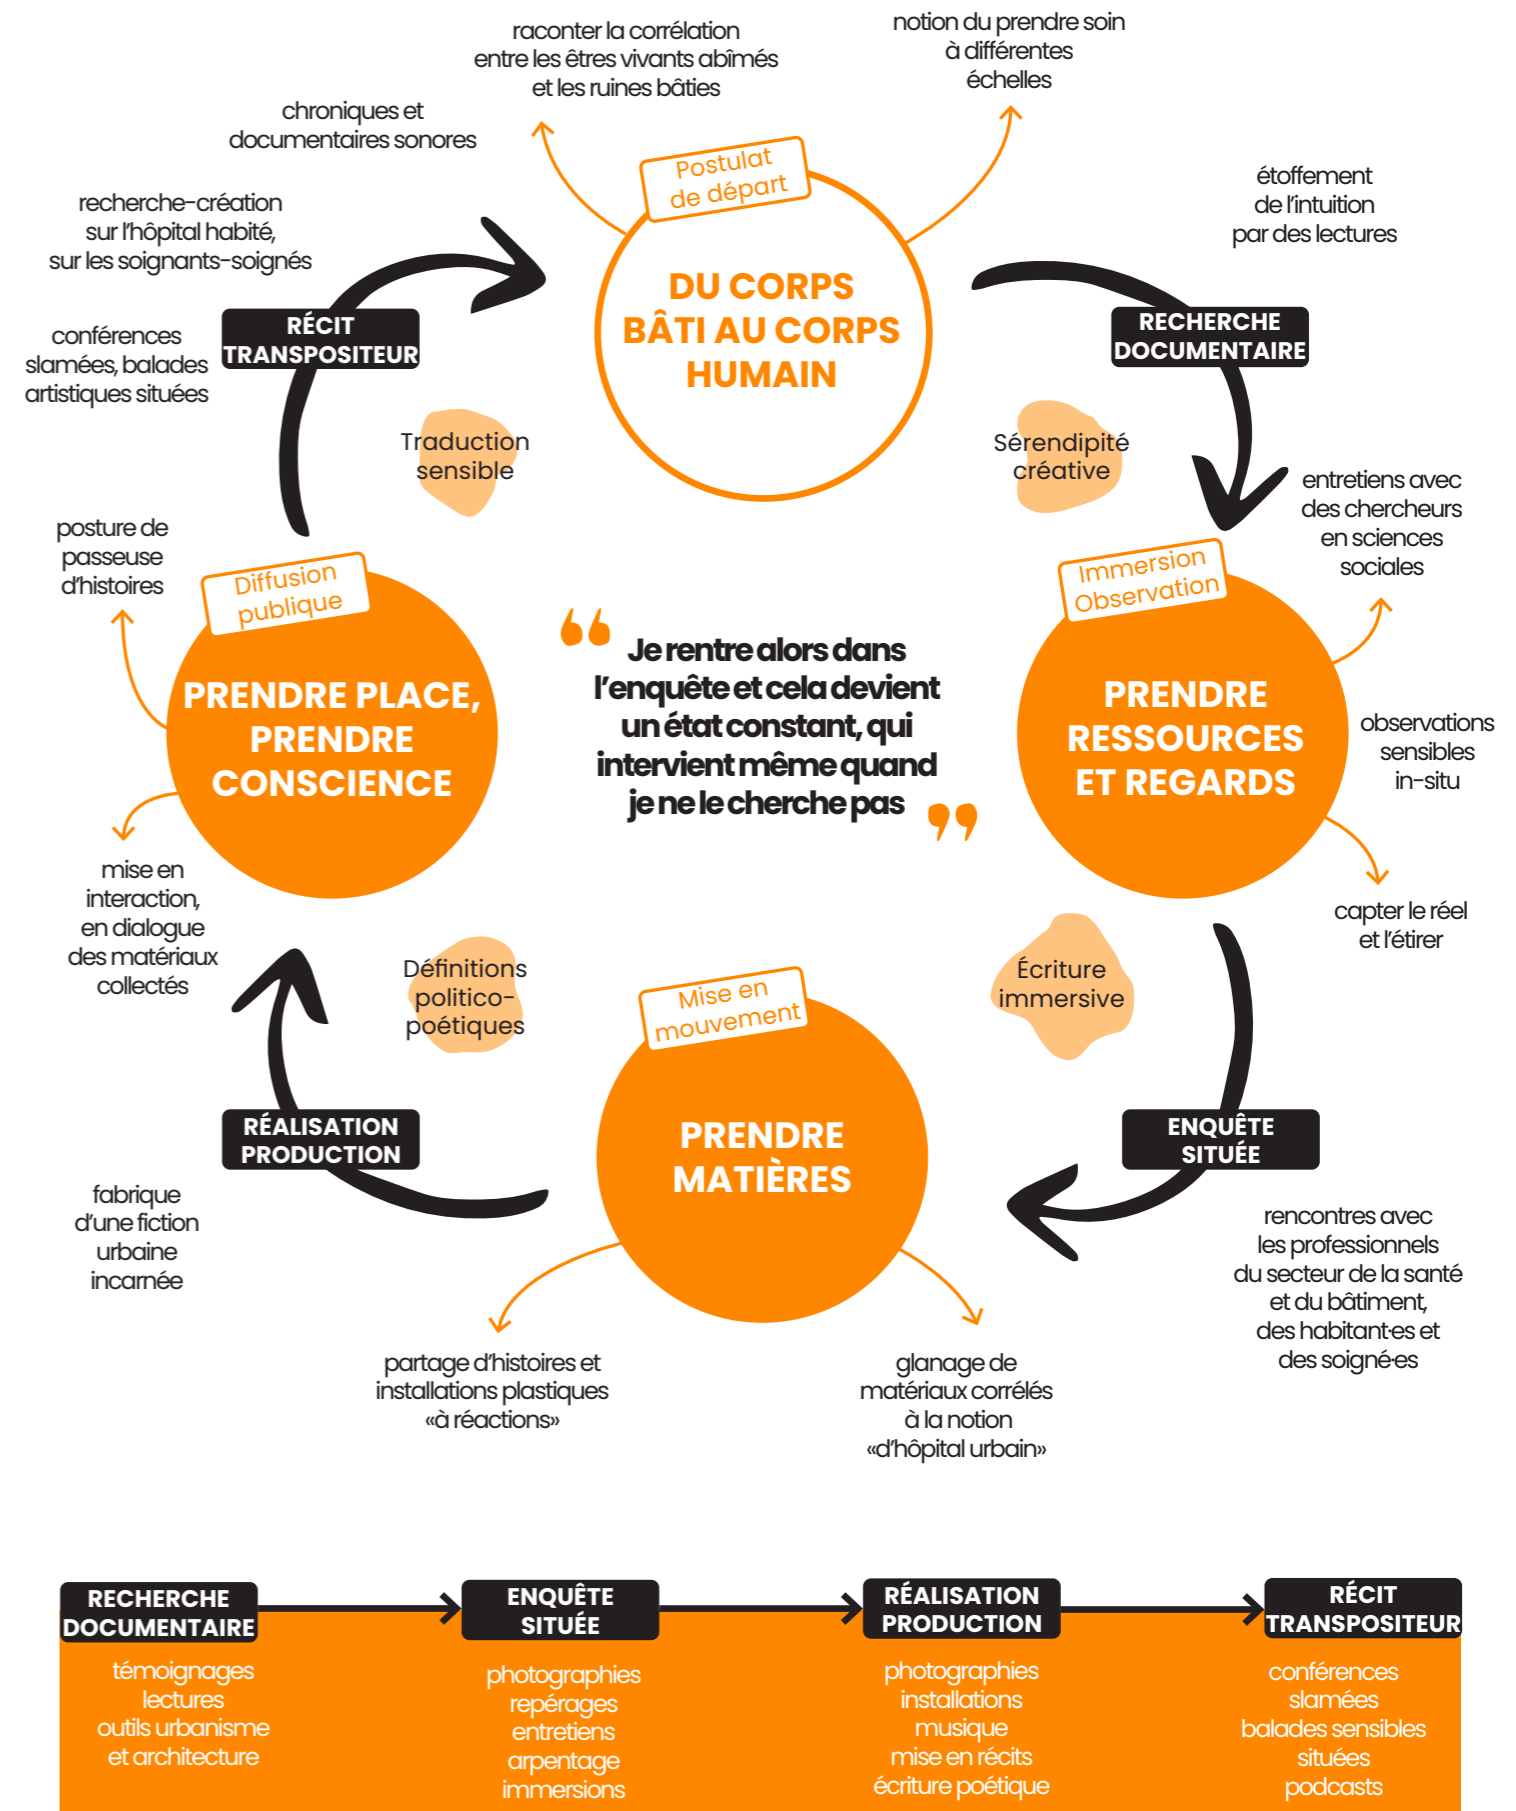 raconter la corrélation
entre les êtres vivants abîmés
et les ruines bâties
notion du prendre soin
à différentes
échelles
chroniques et
documentaires sonores
Postulat
de départ
étoffement
de l'intuition
par des lectures
recherche-création
sur l'hôpital habité,
sur les soignants-soignés
DU CORPS
BÂTI AU CORPS
HUMAIN
RÉCIT
TRANSPOSITEUR
RECHERCHE
DOCUMENTAIRE
conférences
slamées, balades
artistiques situées
Traduction
sensible
Sérendipité
créative
entretiens avec
des chercheurs
en sciences
sociales
posture de
passeuse
d'histoires
Diffusion
publique
Immersion
Observation
PRENDRE PLACE,
PRENDRE
CONSCIENCE
“ Je rentre alors dans
l'enquête et cela devient
un état constant, qui
intervient même quand
je ne le cherche pas ”
PRENDRE
RESSOURCES
ET REGARDS
observations
sensibles
in-situ
mise en
interaction,
en dialogue
des matériaux
collectés
capter le réel
et l'étirer
Définitions
politico-
poétiques
Écriture
immersive
Mise en
mouvement
PRENDRE
MATIÈRES
RÉALISATION
PRODUCTION
ENQUÊTE
SITUÉE
fabrique
d'une fiction
urbaine
incarnée
rencontres avec
les professionnels
du secteur de la santé
et du bâtiment,
des habitant·es et
des soigné·es
partage d'histoires et
installations plastiques
«à réactions»
glanage de
matériaux corrélés
à la notion
«d'hôpital urbain»
RECHERCHE
DOCUMENTAIRE
témoignages
lectures
outils urbanisme
et architecture
ENQUÊTE
SITUÉE
photographies
repérages
entretiens
arpentage
immersions
RÉALISATION
PRODUCTION
photographies
installations
musique
mise en récits
écriture poétique
RÉCIT
TRANSPOSITEUR
conférences
slamées
balades sensibles
situées
podcasts